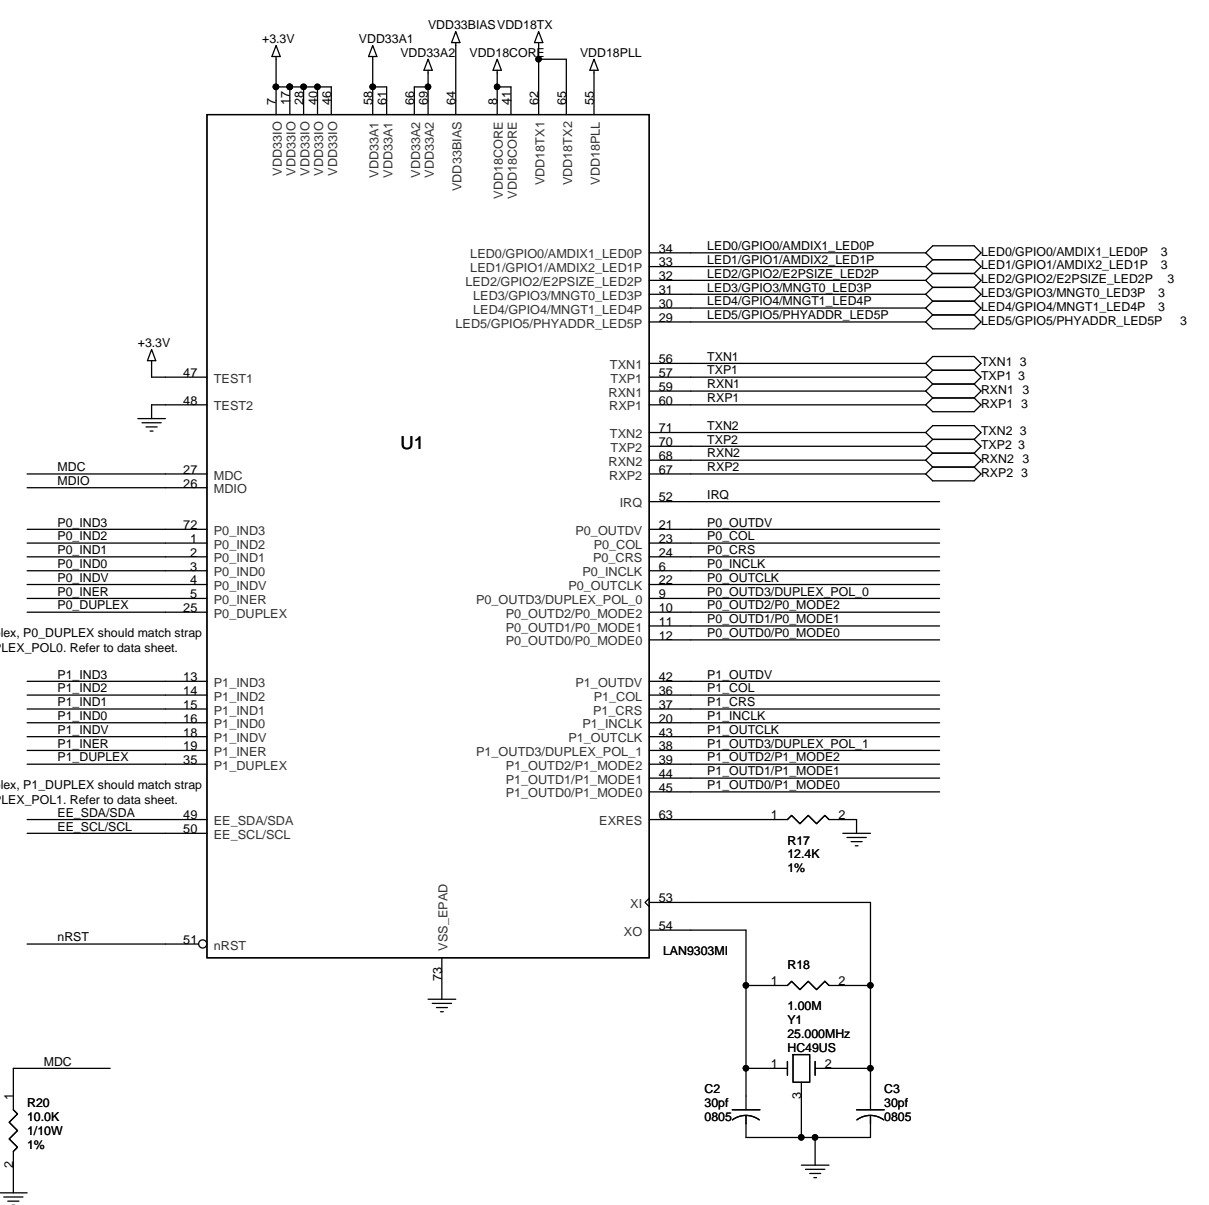 VDD33BIAS VDD18TX
+3.3V VDD33A1
VDD33A2 VDD18CORE VDD18PLL
7 17 28 40 46 58 61 66 69 64 8 41 62 65 55
VDD33IO VDD33IO VDD33IO VDD33IO VDD33IO VDD33A1 VDD33A1 VDD33A2 VDD33A2 VDD33BIAS VDD18CORE VDD18CORE VDD18TX1 VDD18TX2 VDD18PLL
LED0/GPIO0/AMDIX1_LED0P 34 LED0/GPIO0/AMDIX1_LED0P LED0/GPIO0/AMDIX1_LED0P 3
LED1/GPIO1/AMDIX2_LED1P 33 LED1/GPIO1/AMDIX2_LED1P LED1/GPIO1/AMDIX2_LED1P 3
LED2/GPIO2/E2PSIZE_LED2P 32 LED2/GPIO2/E2PSIZE_LED2P LED2/GPIO2/E2PSIZE_LED2P 3
LED3/GPIO3/MNGT0_LED3P 31 LED3/GPIO3/MNGT0_LED3P LED3/GPIO3/MNGT0_LED3P 3
LED4/GPIO4/MNGT1_LED4P 30 LED4/GPIO4/MNGT1_LED4P LED4/GPIO4/MNGT1_LED4P 3
LED5/GPIO5/PHYADDR_LED5P 29 LED5/GPIO5/PHYADDR_LED5P LED5/GPIO5/PHYADDR_LED5P 3
+3.3V
TXN1 56 TXN1 TXN1 3
47 TEST1 TXP1 57 TXP1 TXP1 3
RXN1 59 RXN1 RXN1 3
48 TEST2 RXP1 60 RXP1 RXP1 3
U1
TXN2 71 TXN2 TXN2 3
TXP2 70 TXP2 TXP2 3
RXN2 68 RXN2 RXN2 3
MDC 27 MDC RXP2 67 RXP2 RXP2 3
MDIO 26 MDIO
IRQ 52 IRQ
P0_IND3 72 P0_IND3 P0_OUTDV 21 P0_OUTDV
P0_IND2 1 P0_IND2 P0_COL 23 P0_COL
P0_IND1 2 P0_IND1 P0_CRS 24 P0_CRS
P0_IND0 3 P0_IND0 P0_INCLK 6 P0_INCLK
P0_INDV 4 P0_INDV P0_OUTCLK 22 P0_OUTCLK
P0_INER 5 P0_INER P0_OUTD3/DUPLEX_POL_0 9 P0_OUTD3/DUPLEX_POL_0
P0_DUPLEX 25 P0_DUPLEX P0_OUTD2/P0_MODE2 10 P0_OUTD2/P0_MODE2
P0_OUTD1/P0_MODE1 11 P0_OUTD1/P0_MODE1
P0_OUTD0/P0_MODE0 12 P0_OUTD0/P0_MODE0
lex, P0_DUPLEX should match strap
PLEX_POL0. Refer to data sheet.
P1_IND3 13 P1_IND3 P1_OUTDV 42 P1_OUTDV
P1_IND2 14 P1_IND2 P1_COL 36 P1_COL
P1_IND1 15 P1_IND1 P1_CRS 37 P1_CRS
P1_IND0 16 P1_IND0 P1_INCLK 20 P1_INCLK
P1_INDV 18 P1_INDV P1_OUTCLK 43 P1_OUTCLK
P1_INER 19 P1_INER P1_OUTD3/DUPLEX_POL_1 38 P1_OUTD3/DUPLEX_POL_1
P1_DUPLEX 35 P1_DUPLEX P1_OUTD2/P1_MODE2 39 P1_OUTD2/P1_MODE2
P1_OUTD1/P1_MODE1 44 P1_OUTD1/P1_MODE1
P1_OUTD0/P1_MODE0 45 P1_OUTD0/P1_MODE0
lex, P1_DUPLEX should match strap
PLEX_POL1. Refer to data sheet.
EE_SDA/SDA 49 EE_SDA/SDA EXRES 63 1 2
EE_SCL/SCL 50 EE_SCL/SCL
R17
12.4K
1%
XI 53
XO 54
nRST 51 nRST
VSS_EPAD
73
LAN9303MI
R18
1 2
1.00M
Y1
25.000MHz
HC49US
1 2
3
C2
30pf
0805
C3
30pf
0805
MDC
1
R20
10.0K
1/10W
1%
2